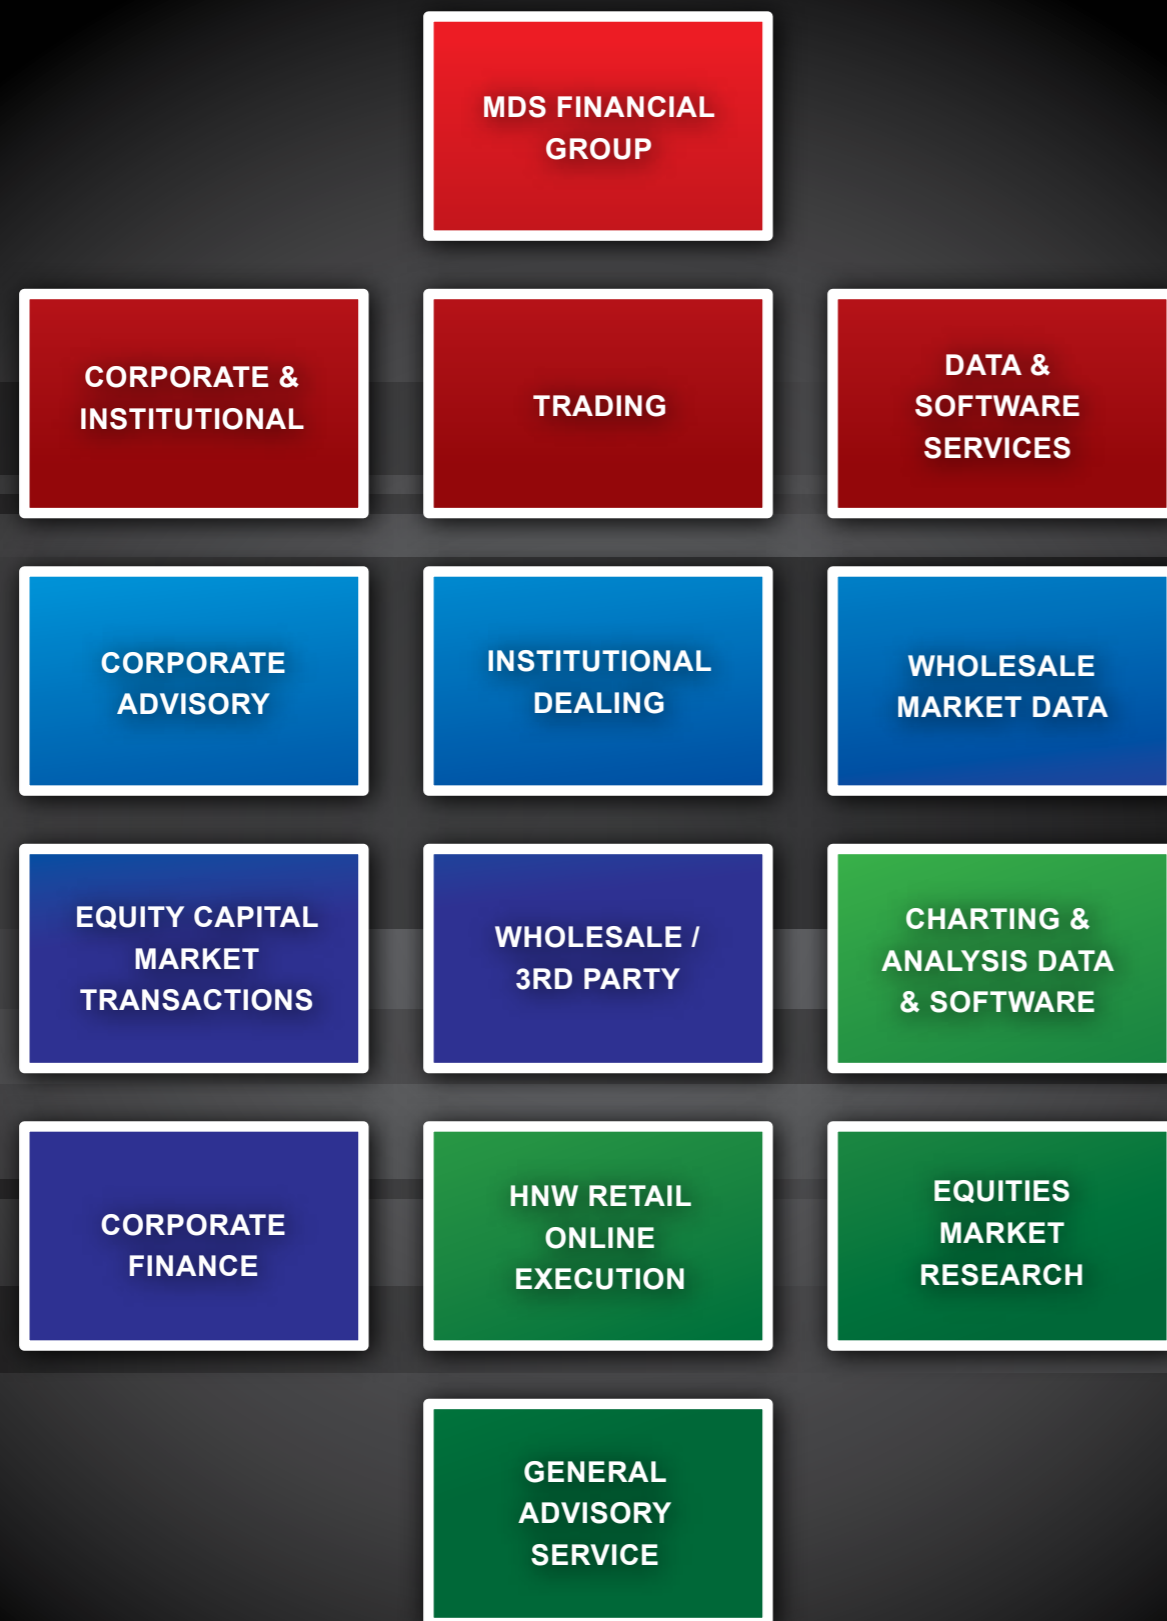 MDS FINANCIAL
GROUP
CORPORATE &
INSTITUTIONAL
TRADING
DATA &
SOFTWARE
SERVICES
CORPORATE
ADVISORY
INSTITUTIONAL
DEALING
WHOLESALE
MARKET DATA
EQUITY CAPITAL
MARKET
TRANSACTIONS
WHOLESALE /
3RD PARTY
CHARTING &
ANALYSIS DATA
& SOFTWARE
CORPORATE
FINANCE
HNW RETAIL
ONLINE
EXECUTION
EQUITIES
MARKET
RESEARCH
GENERAL
ADVISORY
SERVICE